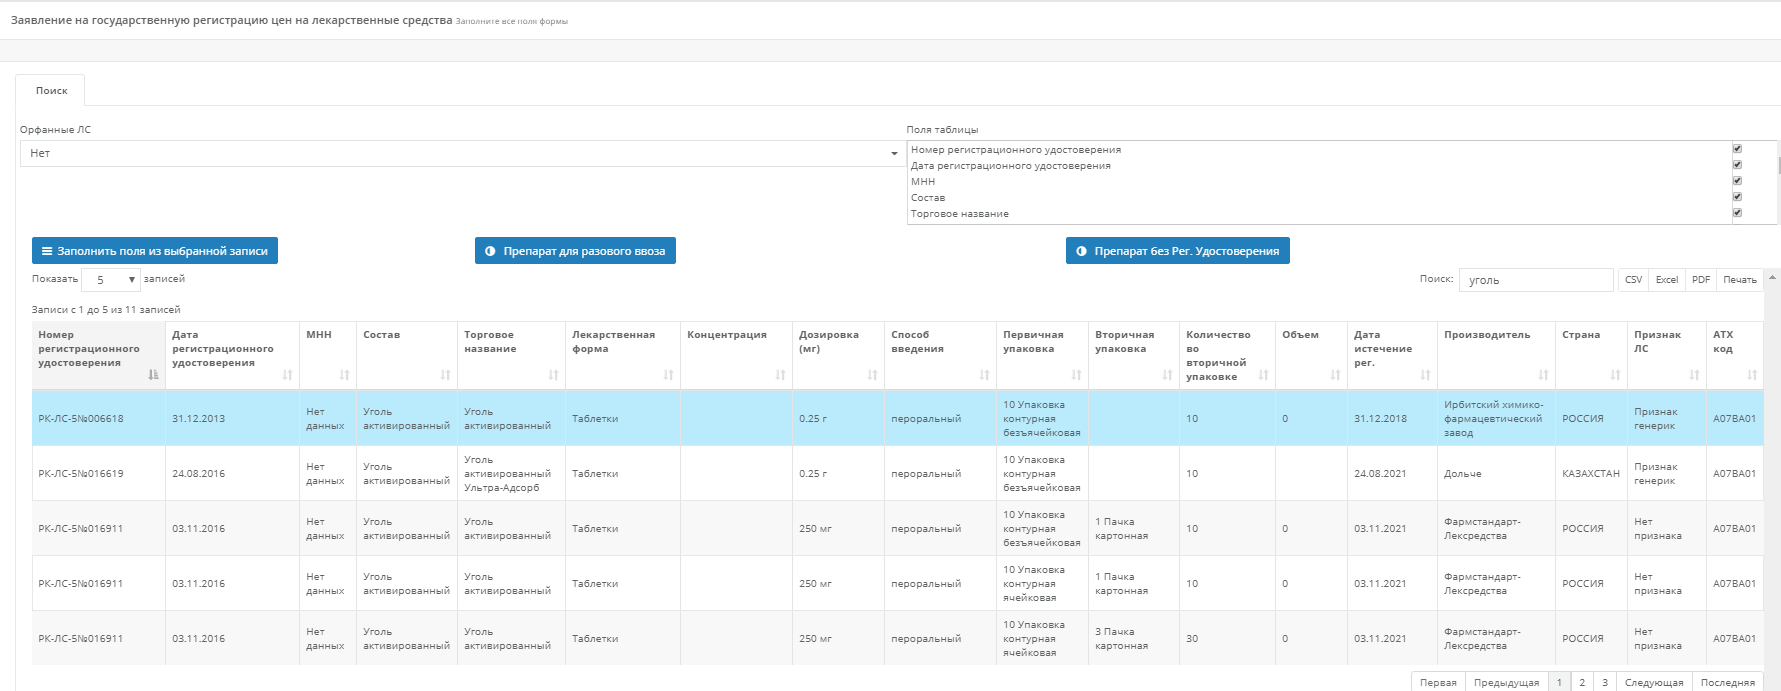 Заявление на государственную регистрацию цен на лекарственные средства Заполните все поля формы
Поиск
Орфанные ЛС
Нет
Поля таблицы
Номер регистрационного удостоверения
Дата регистрационного удостоверения
МНН
Состав
Торговое название
Заполнить поля из выбранной записи
Препарат для разового ввоза
Препарат без Рег. Удостоверения
Показать 5 записей
Поиск: уголь CSV Excel PDF Печать
Записи с 1 до 5 из 11 записей
Номер регистрационного удостоверения | Дата регистрационного удостоверения | МНН | Состав | Торговое название | Лекарственная форма | Концентрация | Дозировка (мг) | Способ введения | Первичная упаковка | Вторичная упаковка | Количество во вторичной упаковке | Объем | Дата истечение рег. | Производитель | Страна | Признак ЛС | АТХ код
РК-ЛС-5№006618 | 31.12.2013 | Нет данных | Уголь активированный | Уголь активированный | Таблетки | 0.25 г | пероральный | 10 Упаковка контурная безъячейковая | 10 | 0 | 31.12.2018 | Ирбитский химико-фармацевтический завод | РОССИЯ | Признак генерик | A07BA01
РК-ЛС-5№016619 | 24.08.2016 | Нет данных | Уголь активированный | Уголь активированный Ультра-Адсорб | Таблетки | 0.25 г | пероральный | 10 Упаковка контурная безъячейковая | 10 | 24.08.2021 | Дольче | КАЗАХСТАН | Признак генерик | A07BA01
РК-ЛС-5№016911 | 03.11.2016 | Нет данных | Уголь активированный | Уголь активированный | Таблетки | 250 мг | пероральный | 10 Упаковка контурная безъячейковая | 1 Пачка картонная | 10 | 0 | 03.11.2021 | Фармстандарт-Лексредства | РОССИЯ | Нет признака | A07BA01
РК-ЛС-5№016911 | 03.11.2016 | Нет данных | Уголь активированный | Уголь активированный | Таблетки | 250 мг | пероральный | 10 Упаковка контурная ячейковая | 1 Пачка картонная | 10 | 0 | 03.11.2021 | Фармстандарт-Лексредства | РОССИЯ | Нет признака | A07BA01
РК-ЛС-5№016911 | 03.11.2016 | Нет данных | Уголь активированный | Уголь активированный | Таблетки | 250 мг | пероральный | 10 Упаковка контурная ячейковая | 3 Пачка картонная | 30 | 0 | 03.11.2021 | Фармстандарт-Лексредства | РОССИЯ | Нет признака | A07BA01
Первая Предыдущая 1 2 3 Следующая Последняя